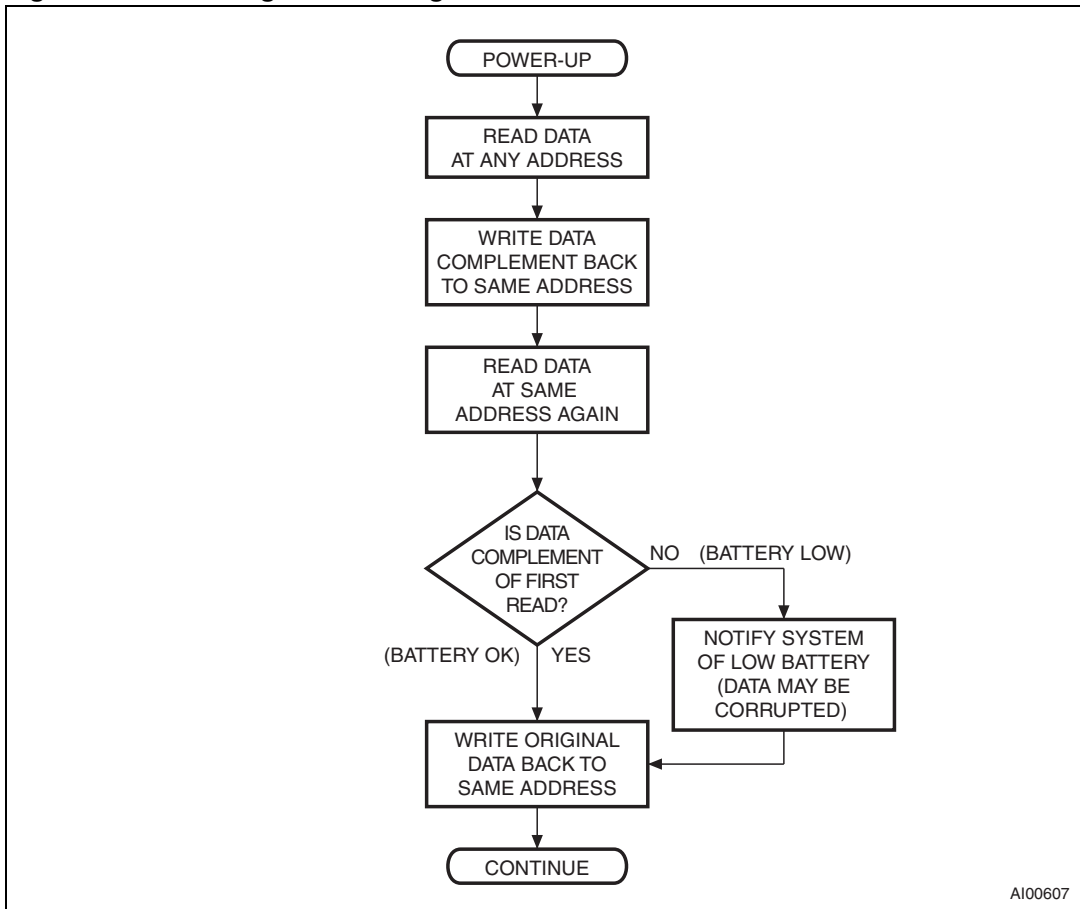 POWER-UP
READ DATA
AT ANY ADDRESS
WRITE DATA
COMPLEMENT BACK
TO SAME ADDRESS
READ DATA
AT SAME
ADDRESS AGAIN
IS DATA
COMPLEMENT
OF FIRST
READ?
NO (BATTERY LOW)
NOTIFY SYSTEM
OF LOW BATTERY
(DATA MAY BE
CORRUPTED)
(BATTERY OK) YES
WRITE ORIGINAL
DATA BACK TO
SAME ADDRESS
CONTINUE
AI00607